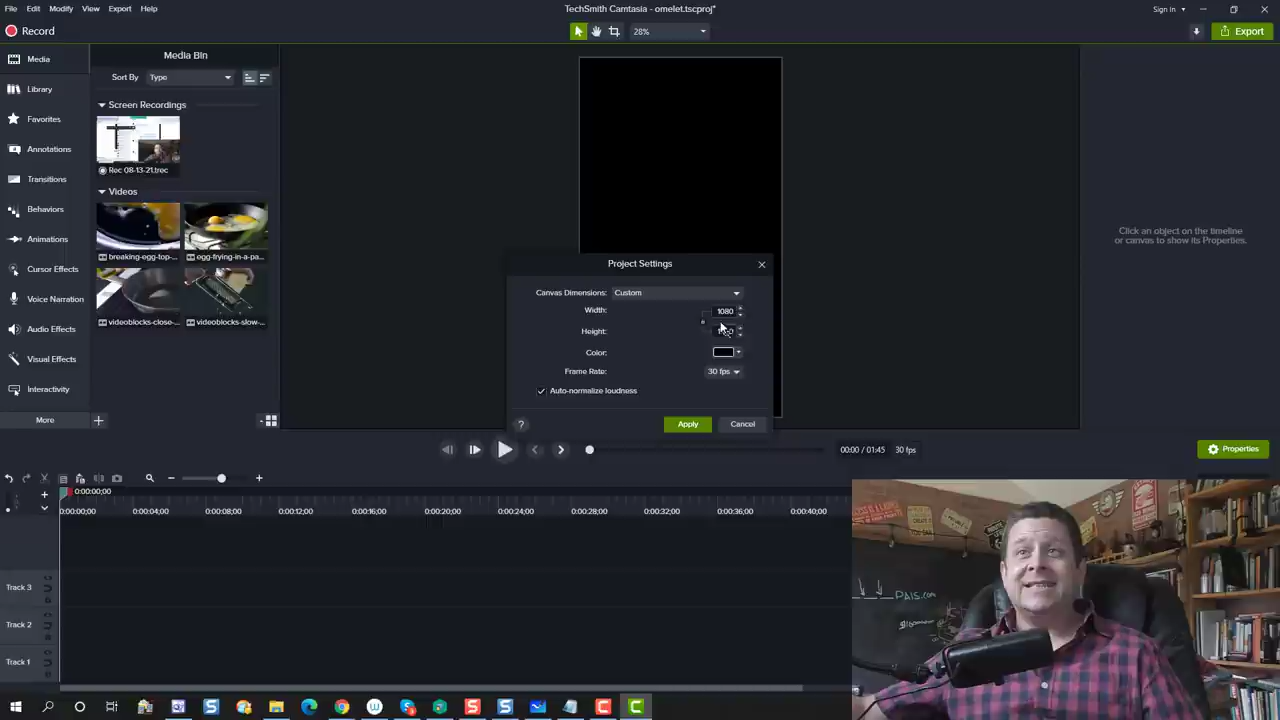 File Edit Modify View Export Help
TechSmith Camtasia - omelet.tscproj*
Sign In
Record
28%
Export
Media
Library
Favorites
Annotations
Transitions
Behaviors
Animations
Cursor Effects
Voice Narration
Audio Effects
Visual Effects
Interactivity
More
Media Bin
Sort By Type
Screen Recordings
Rec 08-13-21.trec
Videos
breaking-egg-top-...
egg-frying-in-a-pa...
videoblocks-close-...
videoblocks-slow-...
Click an object on the timeline
or canvas to show its Properties.
Project Settings
Canvas Dimensions: Custom
Width: 1080
Height:
Color:
Frame Rate: 30 fps
Auto-normalize loudness
? Apply Cancel
00:00 / 01:45 30 fps
Properties
0:00:00;00
0:00:00;00 0:00:04;00 0:00:08;00 0:00:12;00 0:00:16;00 0:00:20;00 0:00:24;00 0:00:28;00 0:00:32;00 0:00:36;00 0:00:40;00
Track 3
Track 2
Track 1
PAIS.com